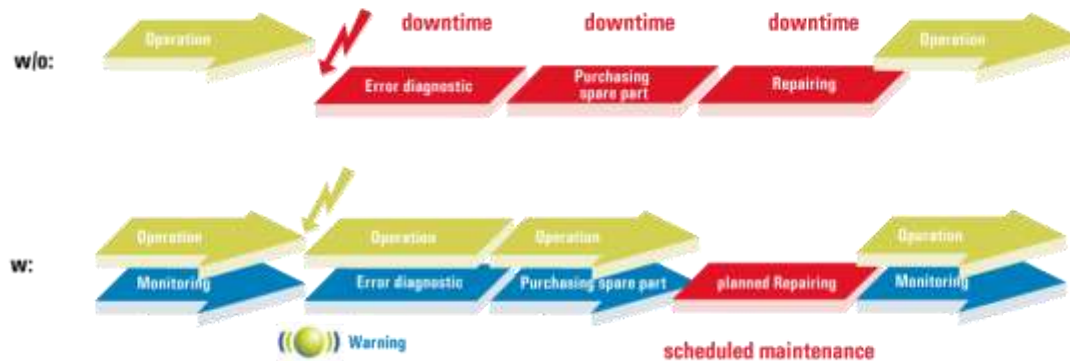 downtime downtime downtime
w/o:
Operation
Operation
Error diagnostic
Purchasing
spare part
Repairing
w:
Operation
Operation
Operation
Operation
Monitoring
Error diagnostic
Purchasing spare part
planned Repairing
Monitoring
Warning
scheduled maintenance